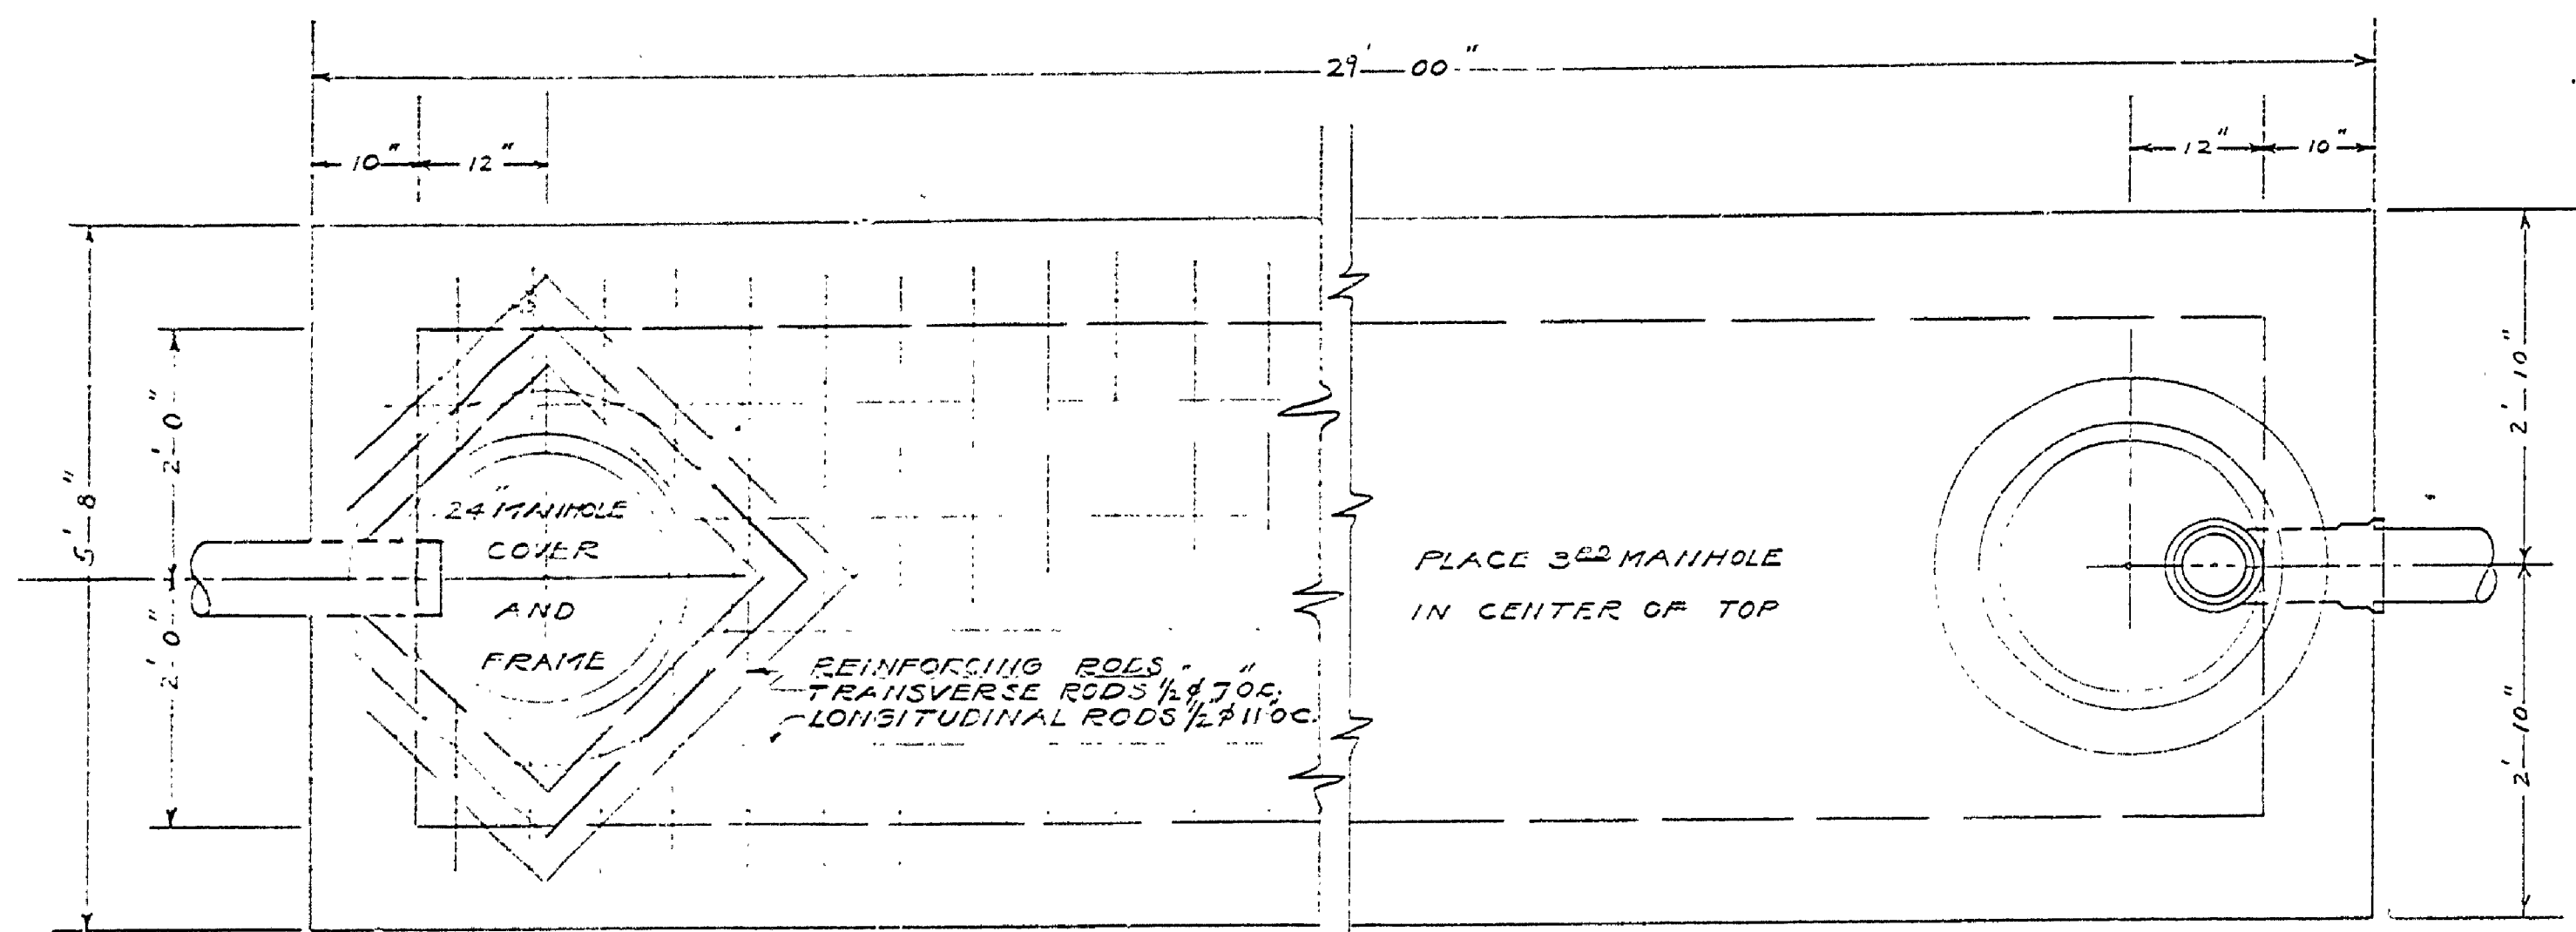 29'-00"
10" 12"
12" 10"
5'-8"
2'-0"
2'-0"
24" MANHOLE
COVER
AND
FRAME
REINFORCING RODS
TRANSVERSE RODS 1/2"φ 7"O.C.
LONGITUDINAL RODS 1/2"φ 11"O.C.
PLACE 3RD MANHOLE
IN CENTER OF TOP
2'-10"
2'-10"